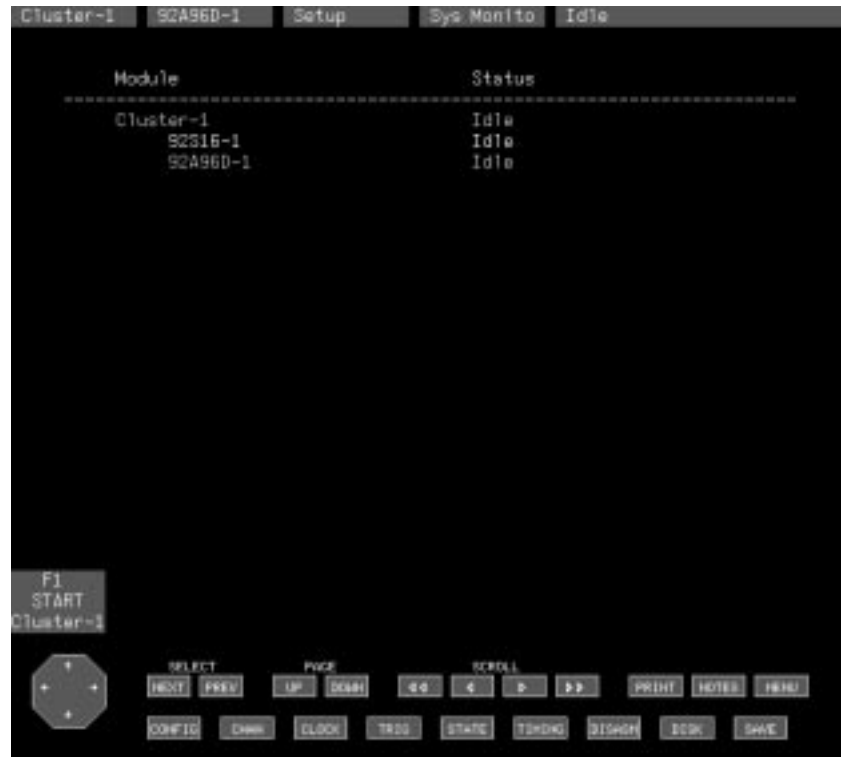 Cluster-1 92A96D-1 Setup Sys Monito Idle
Module Status
Cluster-1 Idle
92S16-1 Idle
92A96D-1 Idle
F1
START
Cluster-1
SELECT PAGE SCROLL
NEXT PREV UP DOWN PRINT NOTES MENU
CONFIG CHAN CLOCK TRIG STATE TIMING DISASM DISK SAVE